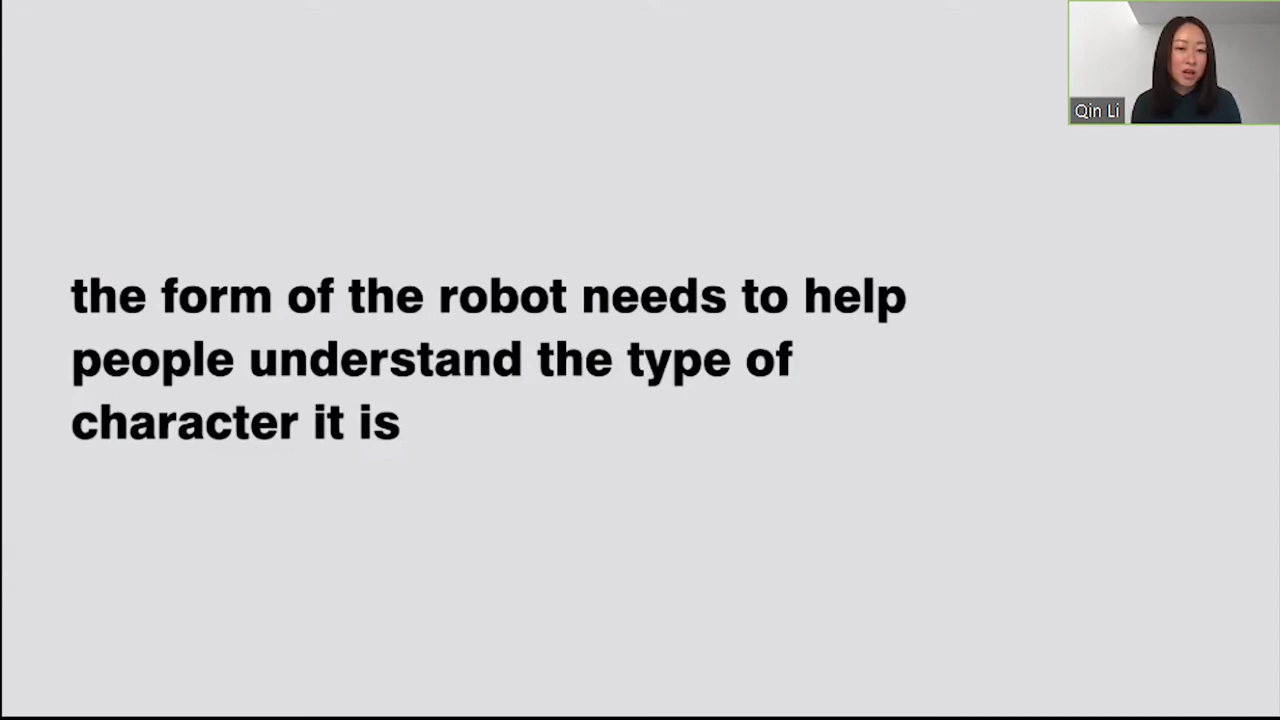 Qin Li
the form of the robot needs to help
people understand the type of
character it is